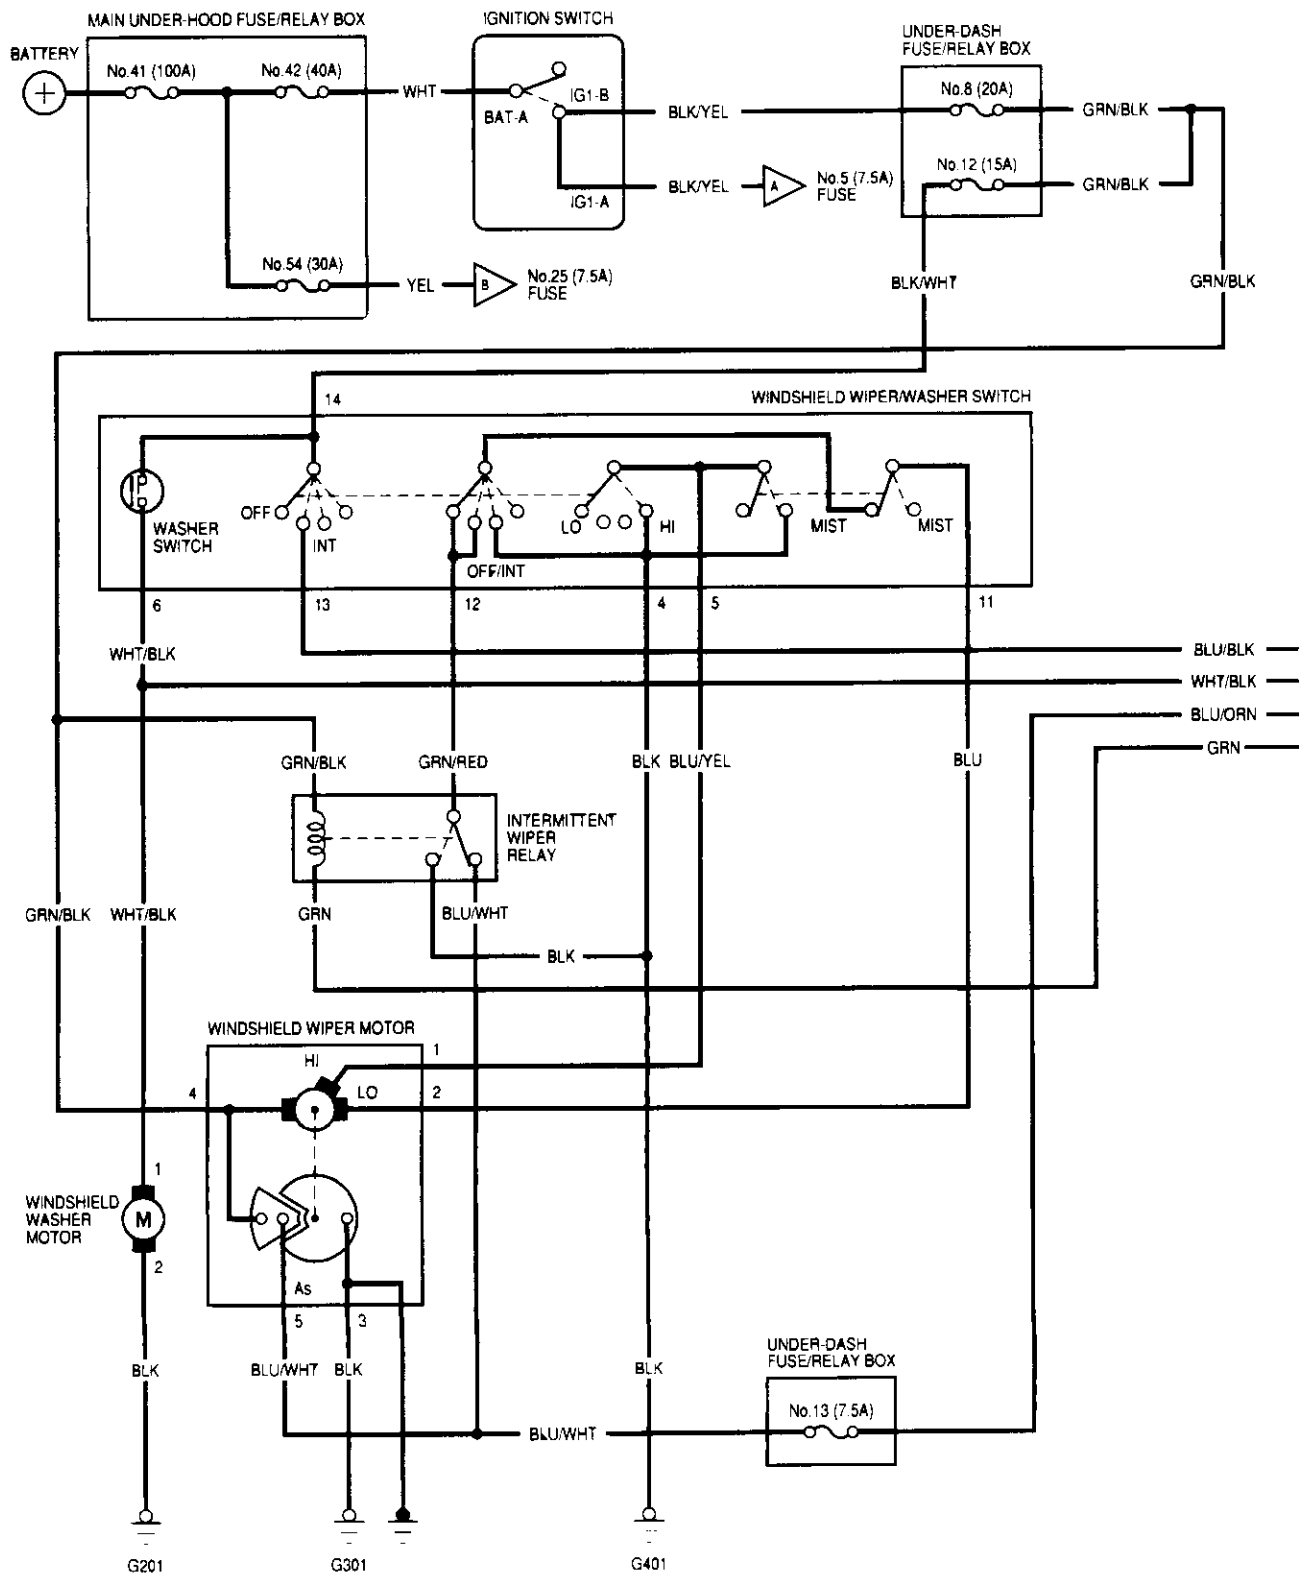 MAIN UNDER-HOOD FUSE/RELAY BOX
IGNITION SWITCH
UNDER-DASH
FUSE/RELAY BOX
BATTERY
No.41 (100A)
No.42 (40A)
WHT
BAT-A
IG1-B
BLK/YEL
No.8 (20A)
GRN/BLK
No.12 (15A)
GRN/BLK
BLK/YEL
A
No.5 (7.5A)
FUSE
IG1-A
No.54 (30A)
YEL
B
No.25 (7.5A)
FUSE
BLK/WHT
GRN/BLK
14
WINDSHIELD WIPER/WASHER SWITCH
OFF
WASHER
SWITCH
INT
LO
HI
MIST
MIST
OFF/INT
6
13
12
4
5
11
WHT/BLK
BLU/BLK
WHT/BLK
BLU/ORN
GRN
GRN/BLK
GRN/RED
BLK
BLU/YEL
BLU
INTERMITTENT
WIPER
RELAY
GRN/BLK
WHT/BLK
GRN
BLU/WHT
BLK
WINDSHIELD WIPER MOTOR
HI
1
4
LO
2
1
WINDSHIELD
WASHER
MOTOR
M
2
As
5
3
BLK
BLU/WHT
BLK
BLK
UNDER-DASH
FUSE/RELAY BOX
No.13 (7.5A)
BLU/WHT
G201
G301
G401